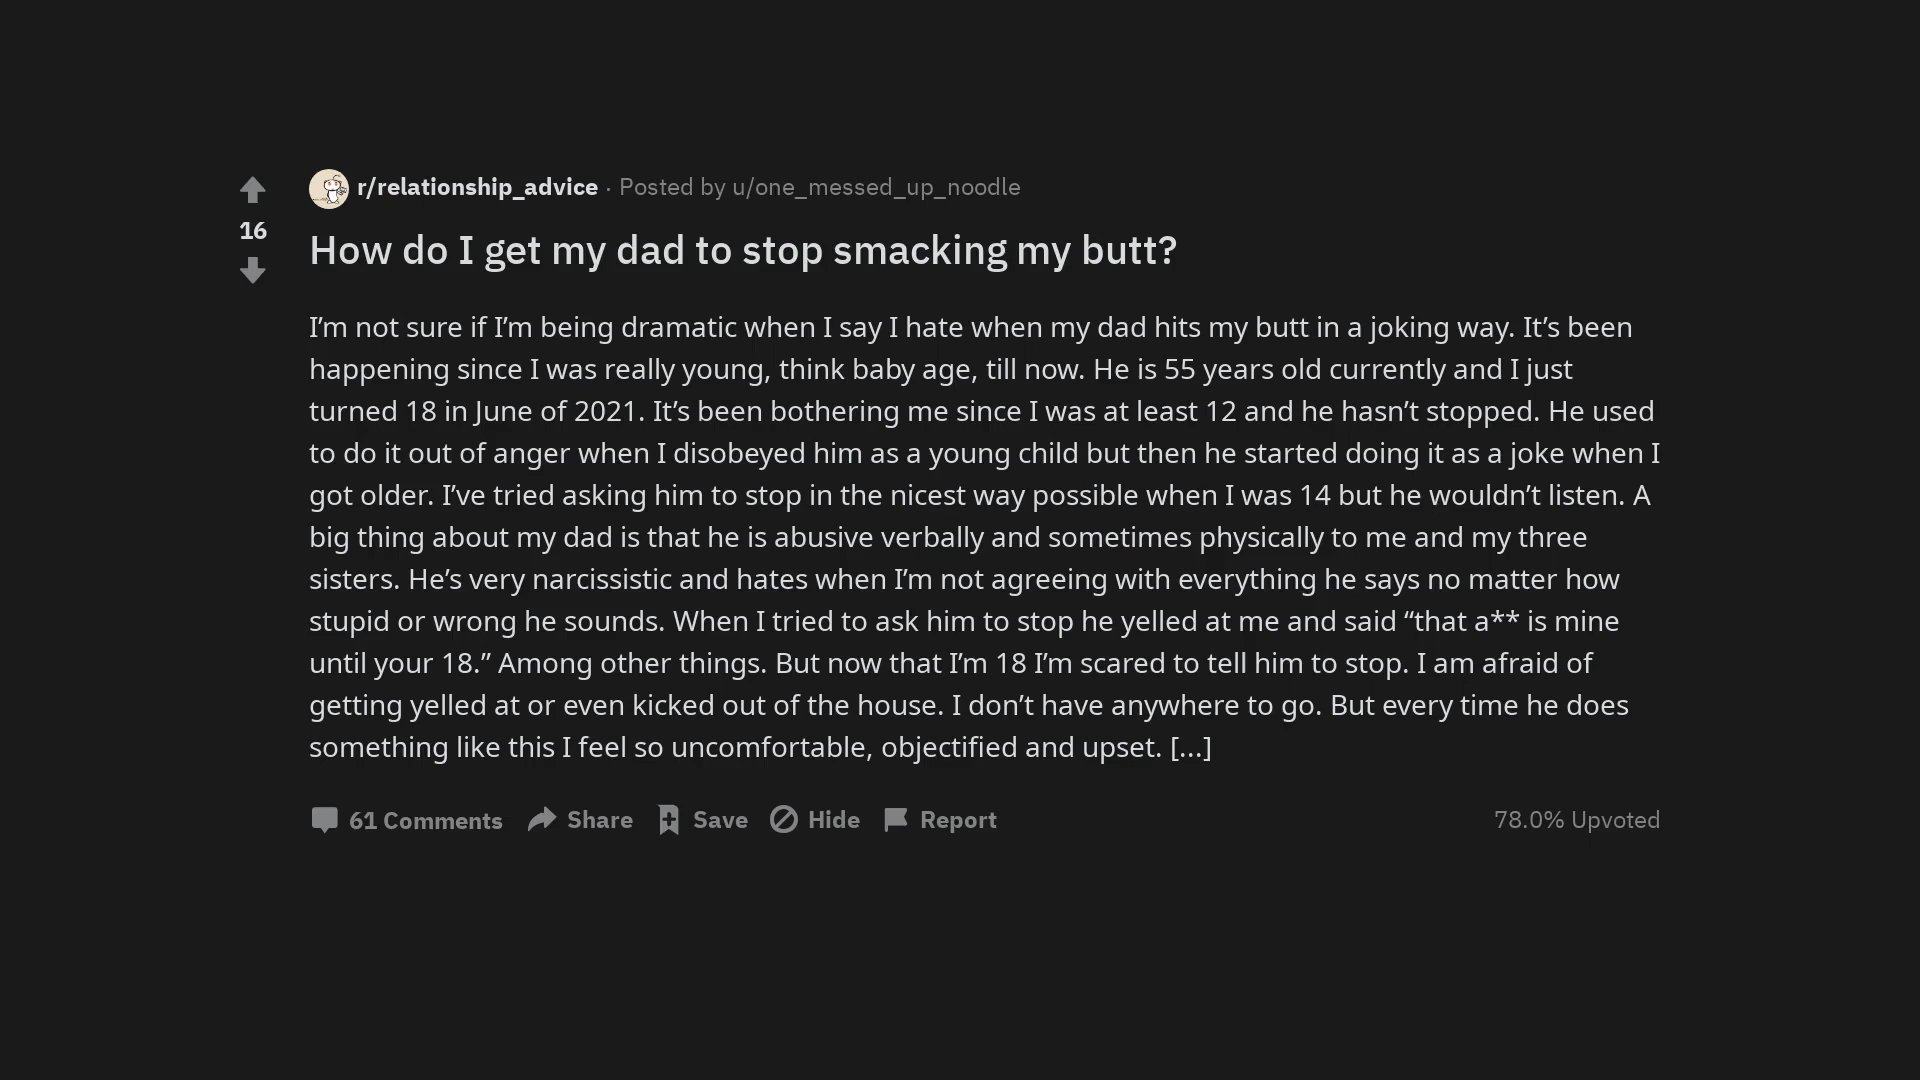 r/relationship_advice · Posted by u/one_messed_up_noodle
16
How do I get my dad to stop smacking my butt?
I’m not sure if I’m being dramatic when I say I hate when my dad hits my butt in a joking way. It’s been
happening since I was really young, think baby age, till now. He is 55 years old currently and I just
turned 18 in June of 2021. It’s been bothering me since I was at least 12 and he hasn’t stopped. He used
to do it out of anger when I disobeyed him as a young child but then he started doing it as a joke when I
got older. I’ve tried asking him to stop in the nicest way possible when I was 14 but he wouldn’t listen. A
big thing about my dad is that he is abusive verbally and sometimes physically to me and my three
sisters. He’s very narcissistic and hates when I’m not agreeing with everything he says no matter how
stupid or wrong he sounds. When I tried to ask him to stop he yelled at me and said “that a** is mine
until your 18.” Among other things. But now that I’m 18 I’m scared to tell him to stop. I am afraid of
getting yelled at or even kicked out of the house. I don’t have anywhere to go. But every time he does
something like this I feel so uncomfortable, objectified and upset. [...]
61 Comments Share Save Hide Report 78.0% Upvoted